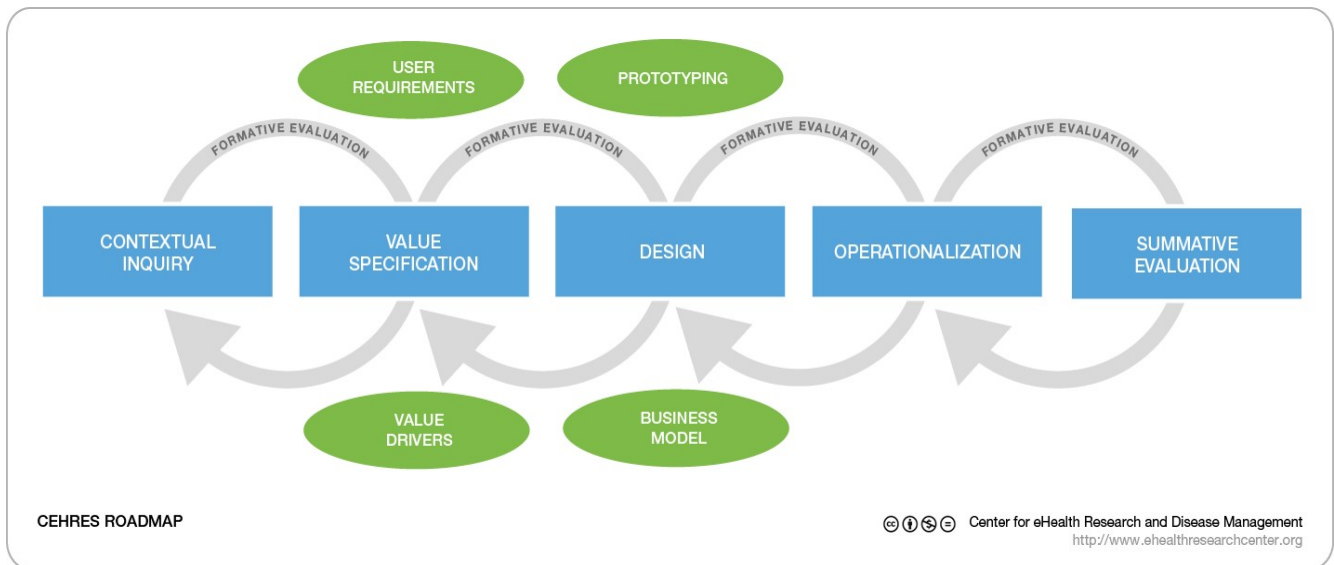 USER
REQUIREMENTS
PROTOTYPING
FORMATIVE EVALUATION
FORMATIVE EVALUATION
FORMATIVE EVALUATION
FORMATIVE EVALUATION
CONTEXTUAL
INQUIRY
VALUE
SPECIFICATION
DESIGN
OPERATIONALIZATION
SUMMATIVE
EVALUATION
VALUE
DRIVERS
BUSINESS
MODEL
CEHRES ROADMAP
cc Center for eHealth Research and Disease Management
http://www.ehealthresearchcenter.org